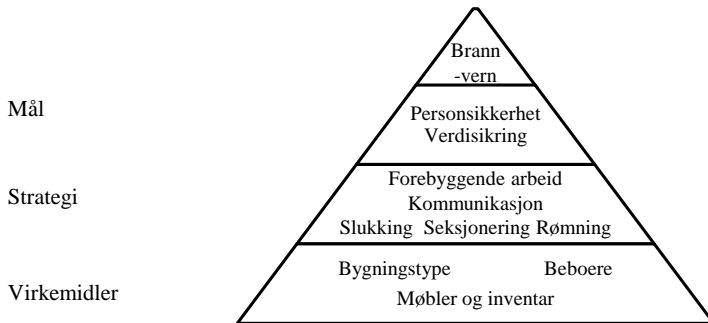 Brann
-vern
Mål
Personsikkerhet
Verdisikring
Strategi
Forebyggende arbeid
Kommunikasjon
Slukking Seksjonering Rømning
Virkemidler
Bygningstype Beboere
Møbler og inventar